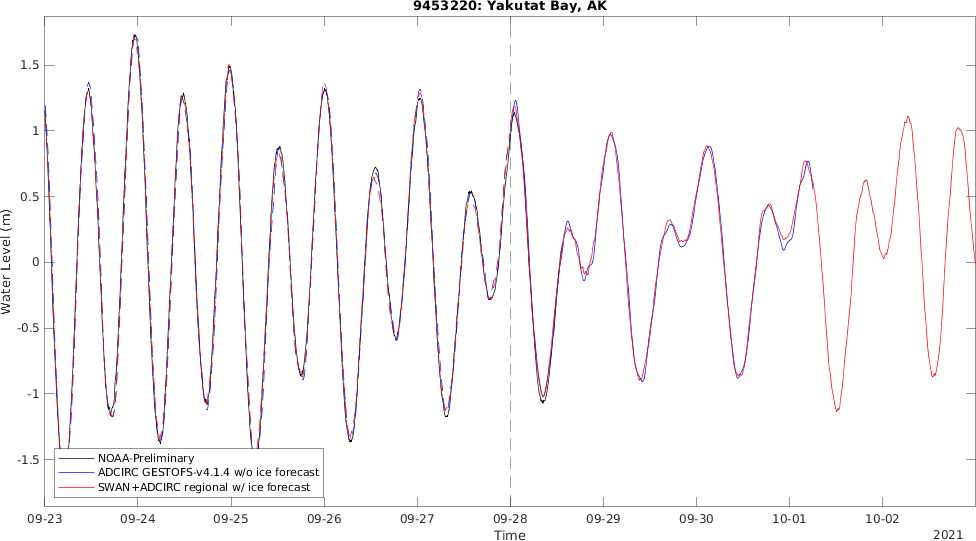 9453220: Yakutat Bay, AK
Water Level (m)
1.5
1
0.5
0
-0.5
-1
-1.5
NOAA-Preliminary
ADCIRC GESTOFS-v4.1.4 w/o ice forecast
SWAN+ADCIRC regional w/ ice forecast
09-23 09-24 09-25 09-26 09-27 09-28 09-29 09-30 10-01 10-02
Time
2021